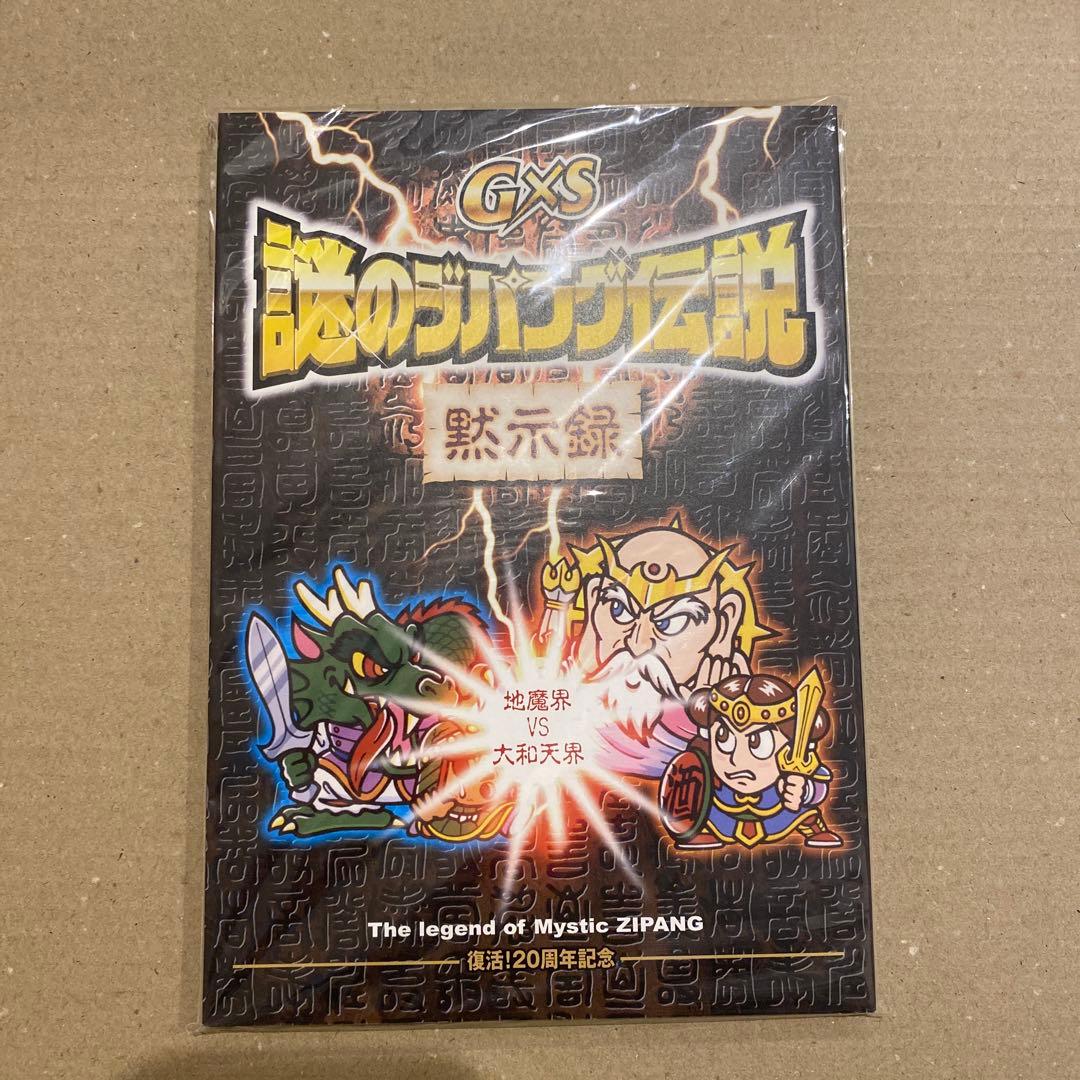 G×S
謎のジパング伝説
黙示録
地魔界
VS
大和天界
酒
The legend of Mystic ZIPANG
復活!20周年記念